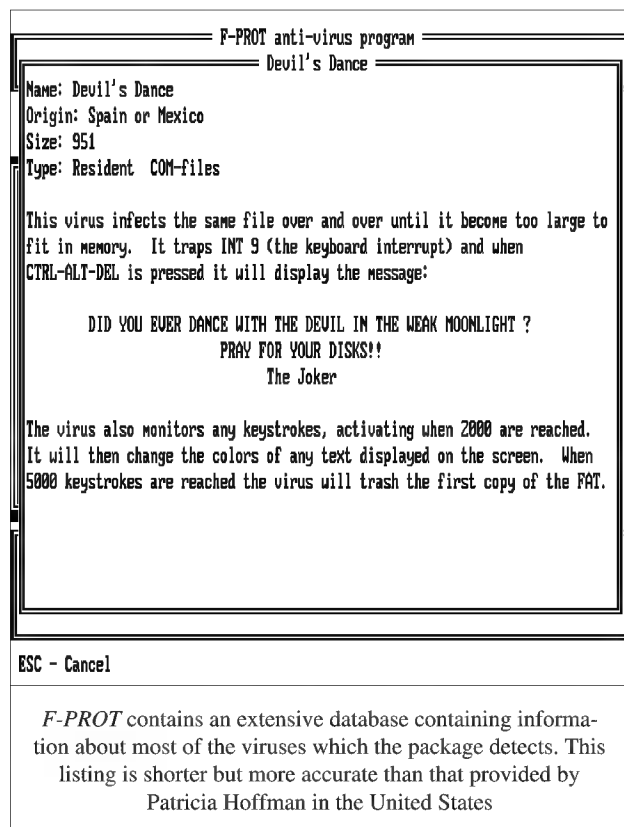 F-PROT anti-virus program
Devil's Dance
Name: Devil's Dance
Origin: Spain or Mexico
Size: 951
Type: Resident COM-files
This virus infects the same file over and over until it become too large to
fit in memory. It traps INT 9 (the keyboard interrupt) and when
CTRL-ALT-DEL is pressed it will display the message:
DID YOU EVER DANCE WITH THE DEVIL IN THE WEAK MOONLIGHT ?
PRAY FOR YOUR DISKS!!
The Joker
The virus also monitors any keystrokes, activating when 2000 are reached.
It will then change the colors of any text displayed on the screen. When
5000 keystrokes are reached the virus will trash the first copy of the FAT.
ESC - Cancel
F-PROT contains an extensive database containing informa-
tion about most of the viruses which the package detects. This
listing is shorter but more accurate than that provided by
Patricia Hoffman in the United States